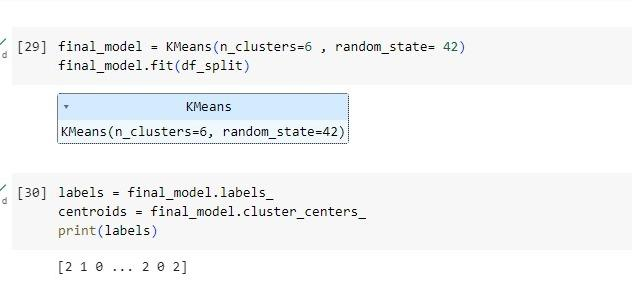 [29] final_model = KMeans(n_clusters=6 , random_state= 42)
final_model.fit(df_split)
KMeans
KMeans(n_clusters=6, random_state=42)
[30] labels = final_model.labels_
centroids = final_model.cluster_centers_
print(labels)
[2 1 0 ... 2 0 2]